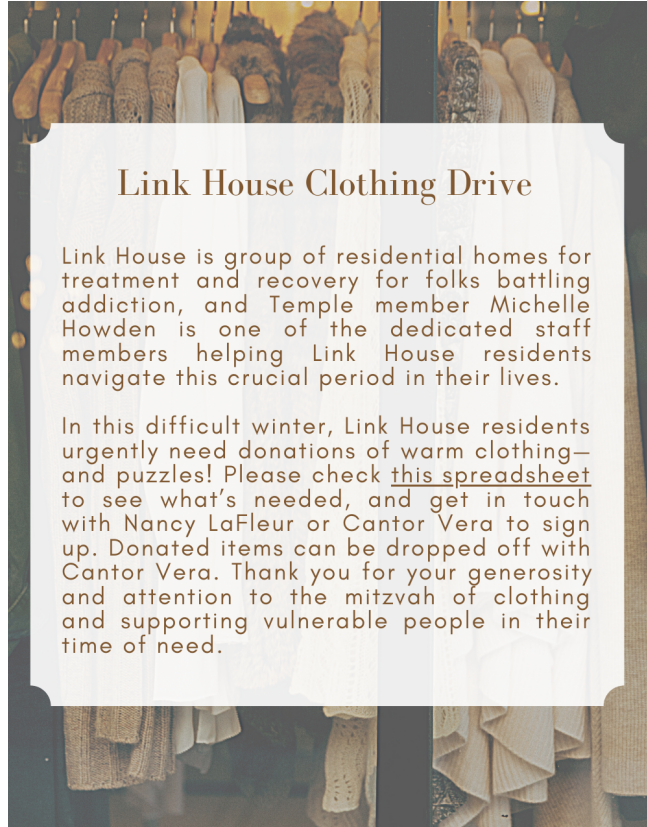 Link House Clothing Drive
Link House is group of residential homes for
treatment and recovery for folks battling
addiction, and Temple member Michelle
Howden is one of the dedicated staff
members helping Link House residents
navigate this crucial period in their lives.
In this difficult winter, Link House residents
urgently need donations of warm clothing—
and puzzles! Please check this spreadsheet
to see what's needed, and get in touch
with Nancy LaFleur or Cantor Vera to sign
up. Donated items can be dropped off with
Cantor Vera. Thank you for your generosity
and attention to the mitzvah of clothing
and supporting vulnerable people in their
time of need.